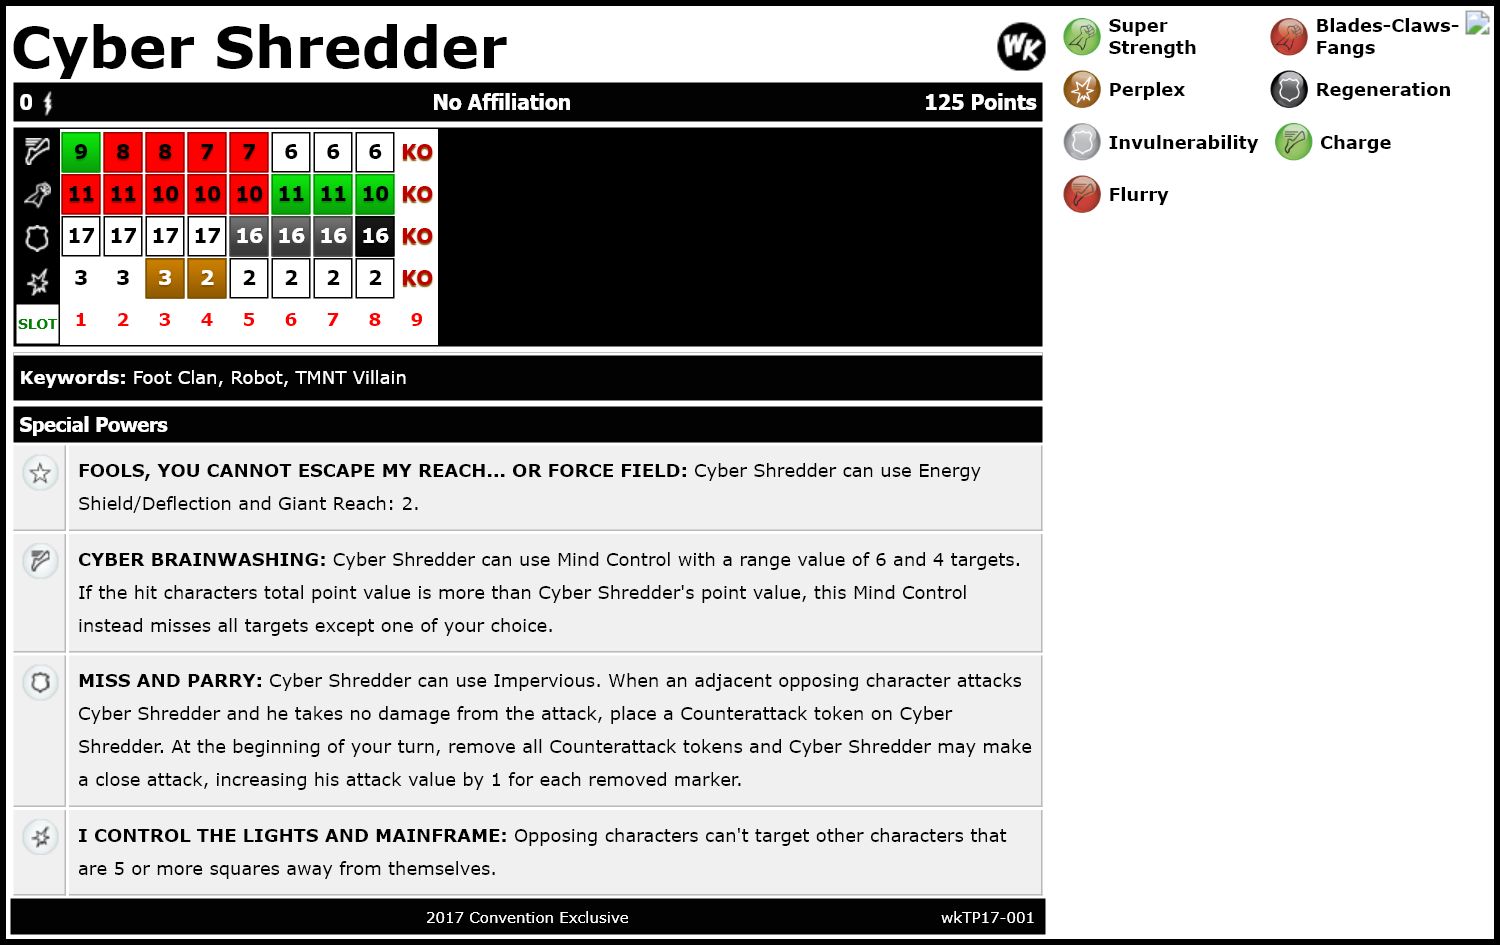 Cyber Shredder
WK
0 No Affiliation 125 Points
9 8 8 7 7 6 6 6 KO
11 11 10 10 10 11 11 10 KO
17 17 17 17 16 16 16 16 KO
3 3 3 2 2 2 2 2 KO
SLOT 1 2 3 4 5 6 7 8 9
Keywords: Foot Clan, Robot, TMNT Villain
Special Powers
FOOLS, YOU CANNOT ESCAPE MY REACH... OR FORCE FIELD: Cyber Shredder can use Energy
Shield/Deflection and Giant Reach: 2.
CYBER BRAINWASHING: Cyber Shredder can use Mind Control with a range value of 6 and 4 targets.
If the hit characters total point value is more than Cyber Shredder's point value, this Mind Control
instead misses all targets except one of your choice.
MISS AND PARRY: Cyber Shredder can use Impervious. When an adjacent opposing character attacks
Cyber Shredder and he takes no damage from the attack, place a Counterattack token on Cyber
Shredder. At the beginning of your turn, remove all Counterattack tokens and Cyber Shredder may make
a close attack, increasing his attack value by 1 for each removed marker.
I CONTROL THE LIGHTS AND MAINFRAME: Opposing characters can't target other characters that
are 5 or more squares away from themselves.
2017 Convention Exclusive wkTP17-001
Super
Strength
Blades-Claws-
Fangs
Perplex
Regeneration
Invulnerability
Charge
Flurry